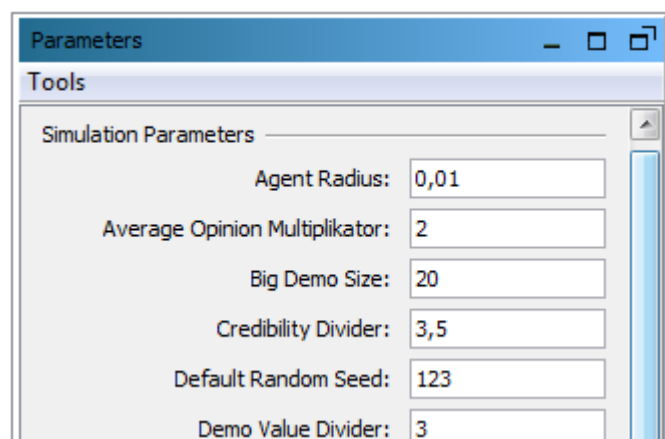 Parameters
Tools
Simulation Parameters
Agent Radius: 0,01
Average Opinion Multiplikator: 2
Big Demo Size: 20
Credibility Divider: 3,5
Default Random Seed: 123
Demo Value Divider: 3